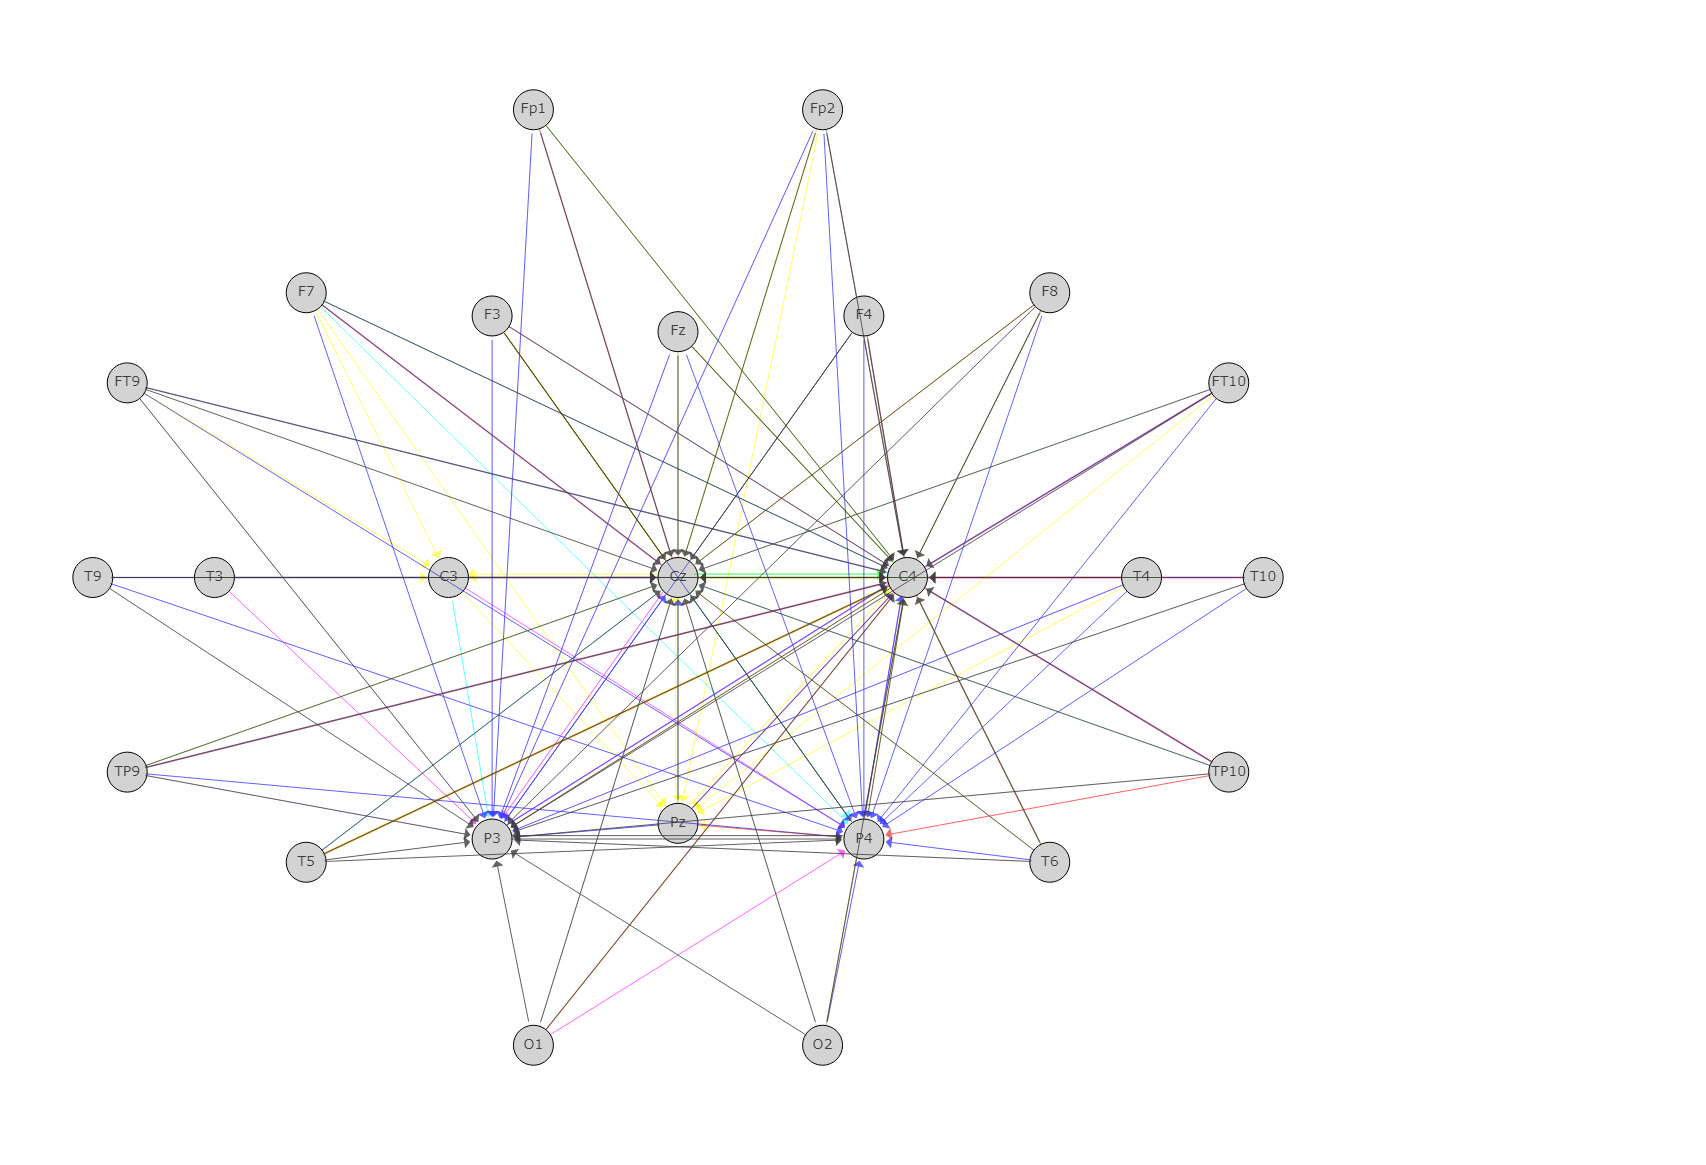 Fp1 Fp2
F7 F3 Fz F4 F8
FT9 FT10
T9 T3 C3 Cz C4 T4 T10
TP9 TP10
T5 P3 Pz P4 T6
O1 O2